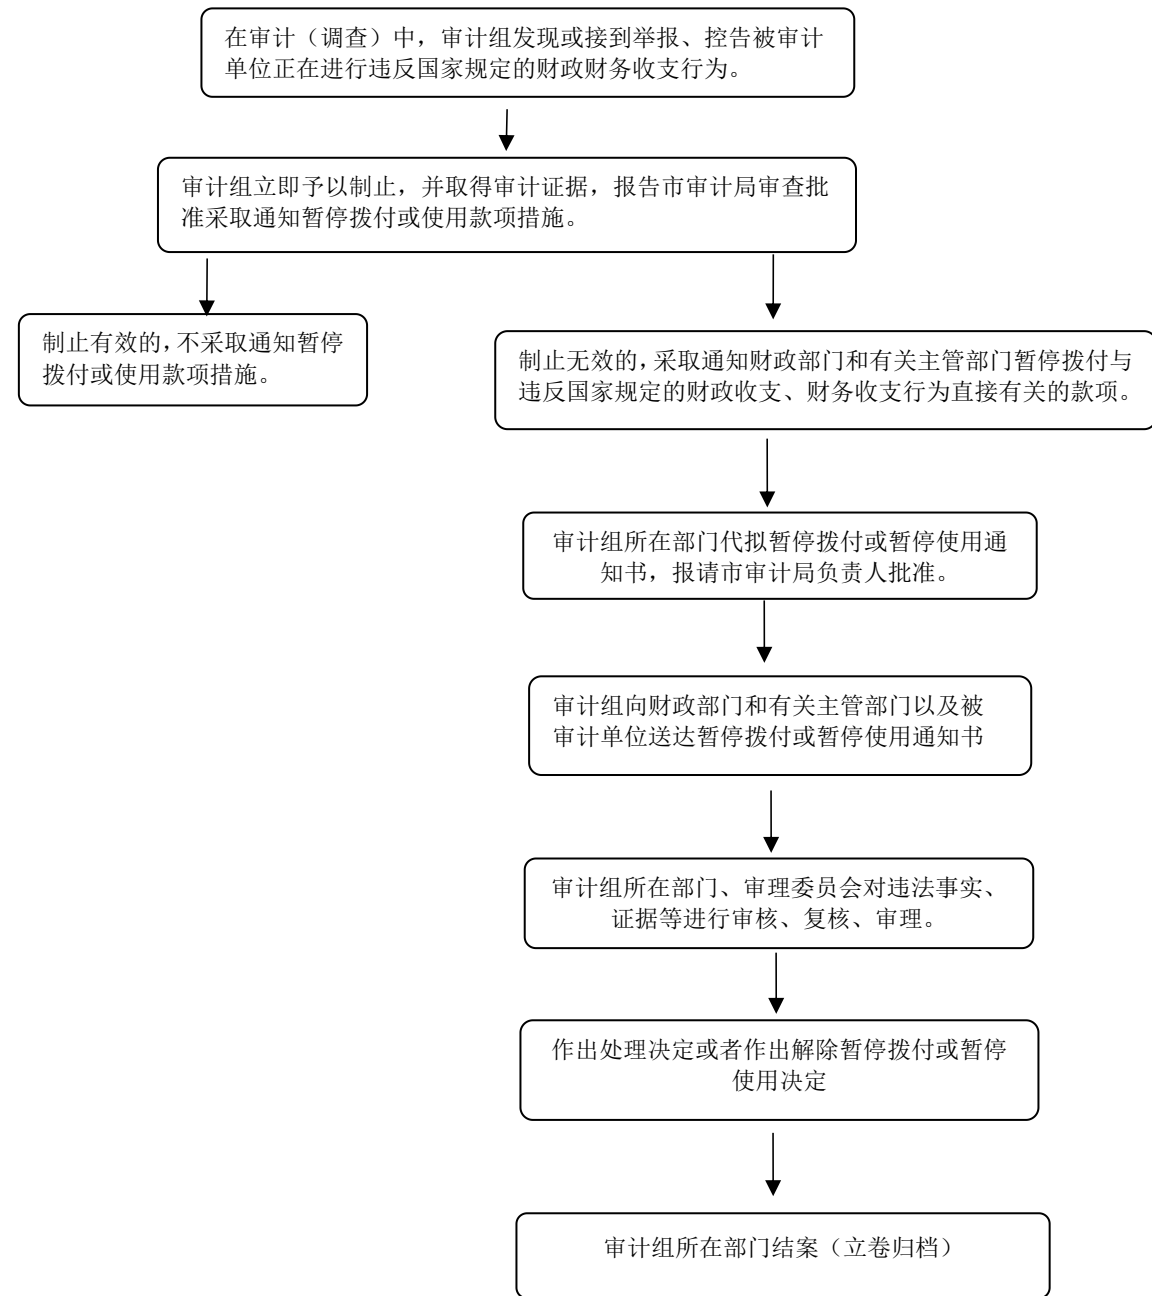 在审计（调查）中，审计组发现或接到举报、控告被审计
单位正在进行违反国家规定的财政财务收支行为。
审计组立即予以制止，并取得审计证据，报告市审计局审查批
准采取通知暂停拨付或使用款项措施。
制止有效的，不采取通知暂停
拨付或使用款项措施。
制止无效的，采取通知财政部门和有关主管部门暂停拨付与
违反国家规定的财政收支、财务收支行为直接有关的款项。
审计组所在部门代拟暂停拨付或暂停使用通
知书，报请市审计局负责人批准。
审计组向财政部门和有关主管部门以及被
审计单位送达暂停拨付或暂停使用通知书
审计组所在部门、审理委员会对违法事实、
证据等进行审核、复核、审理。
作出处理决定或者作出解除暂停拨付或暂停
使用决定
审计组所在部门结案（立卷归档）